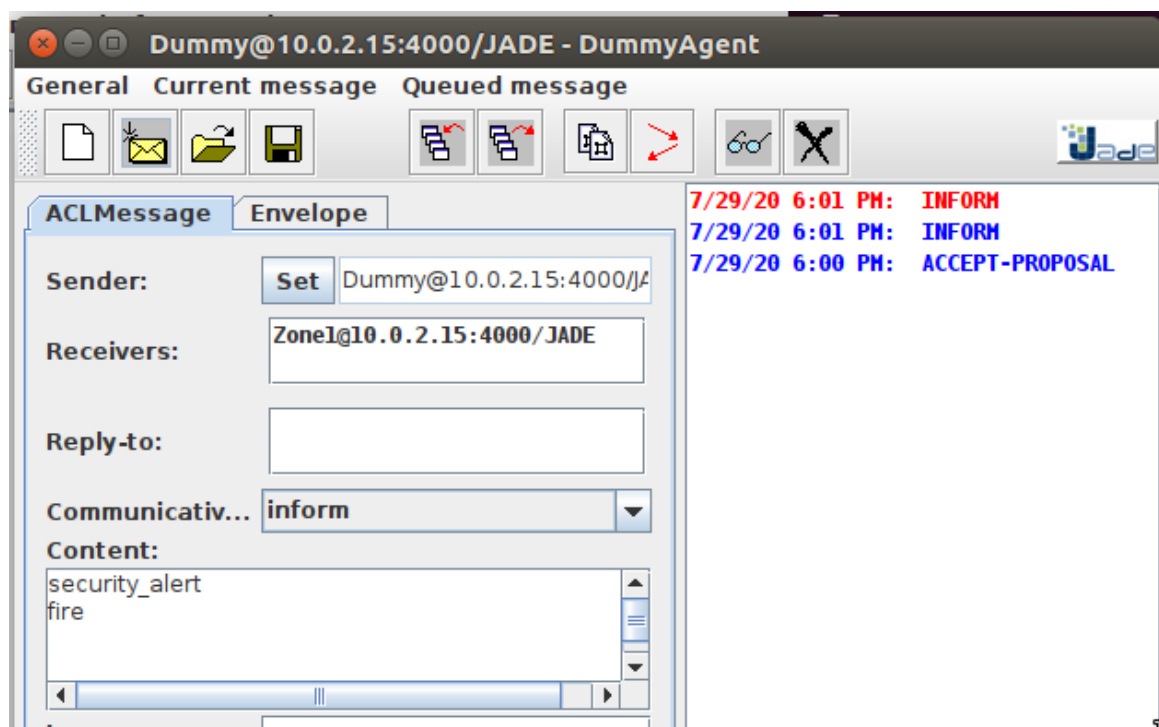 Dummy@10.0.2.15:4000/JADE - DummyAgent
General Current message Queued message
Jade
ACLMessage Envelope
Sender: Set Dummy@10.0.2.15:4000/JA
Receivers: Zone1@10.0.2.15:4000/JADE
Reply-to:
Communicativ... inform
Content:
security_alert
fire
7/29/20 6:01 PM: INFORM
7/29/20 6:01 PM: INFORM
7/29/20 6:00 PM: ACCEPT-PROPOSAL